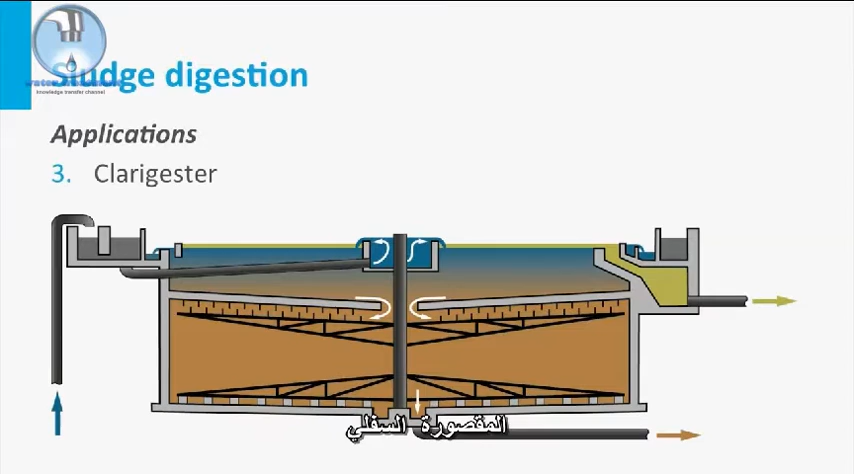 Sludge digestion
knowledge transfer channel
Applications
3. Clarigester
المقصورة السفلي